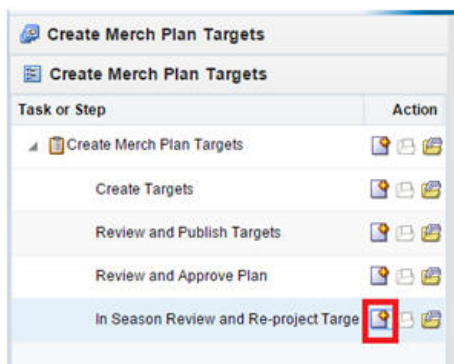 Create Merch Plan Targets
Create Merch Plan Targets
Task or Step Action
Create Merch Plan Targets
Create Targets
Review and Publish Targets
Review and Approve Plan
In Season Review and Re-project Targe